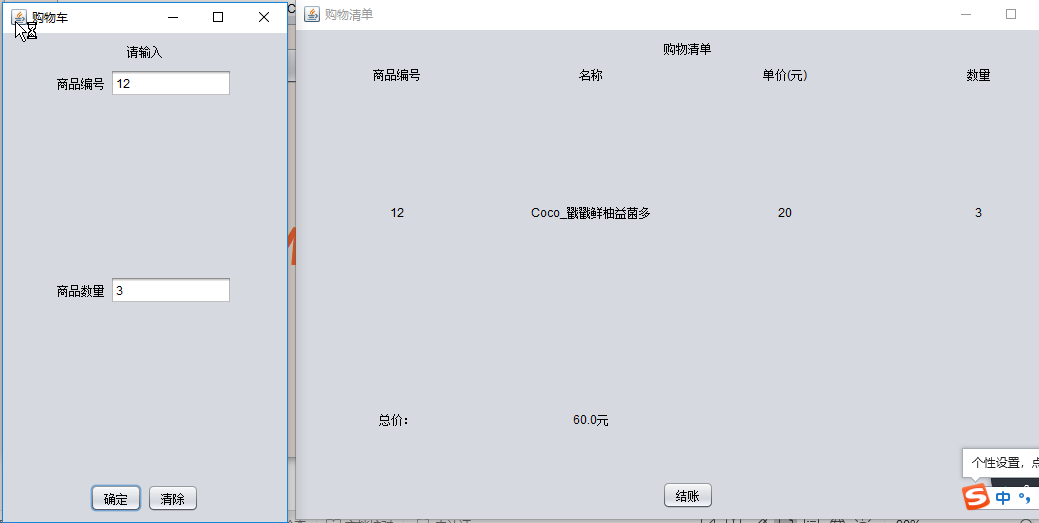 购物车
请输入
商品编号 12
商品数量 3
确定 清除
购物清单
购物清单
商品编号 名称 单价(元) 数量
12 Coco_戳戳鲜柚益菌多 20 3
总价: 60.0元
结账
个性设置，点
中